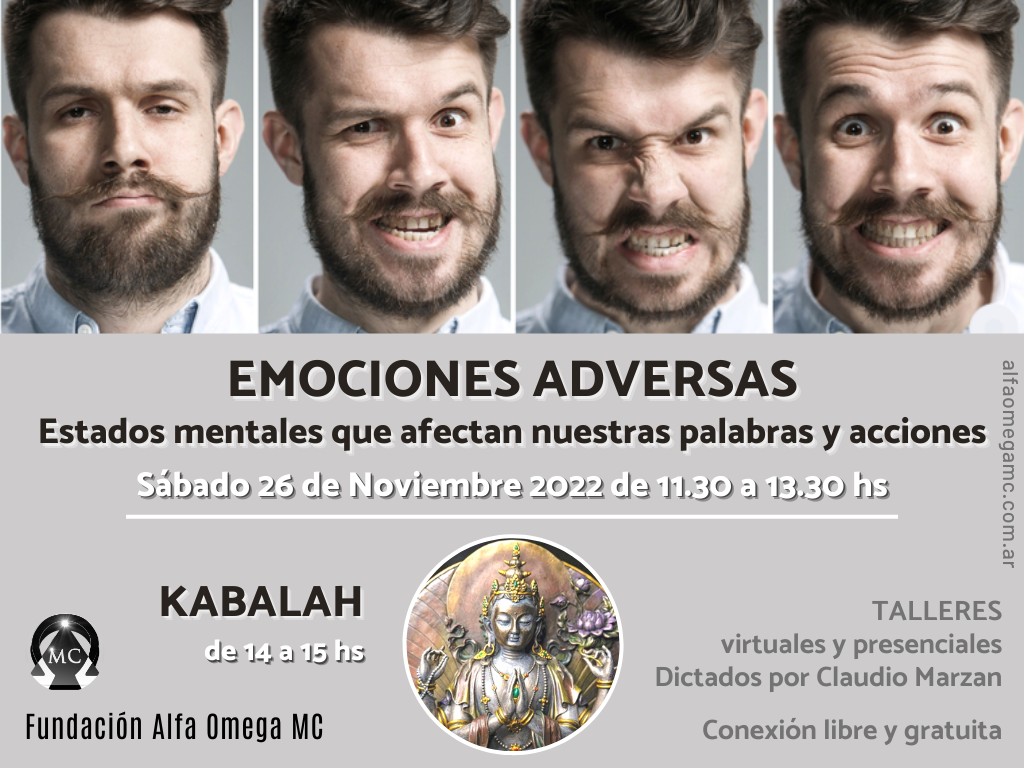 EMOCIONES ADVERSAS
Estados mentales que afectan nuestras palabras y acciones
Sábado 26 de Noviembre 2022 de 11.30 a 13.30 hs
alfaomegamc.com.ar
KABALAH
de 14 a 15 hs
MC
Fundación Alfa Omega MC
TALLERES
virtuales y presenciales
Dictados por Claudio Marzan
Conexión libre y gratuita